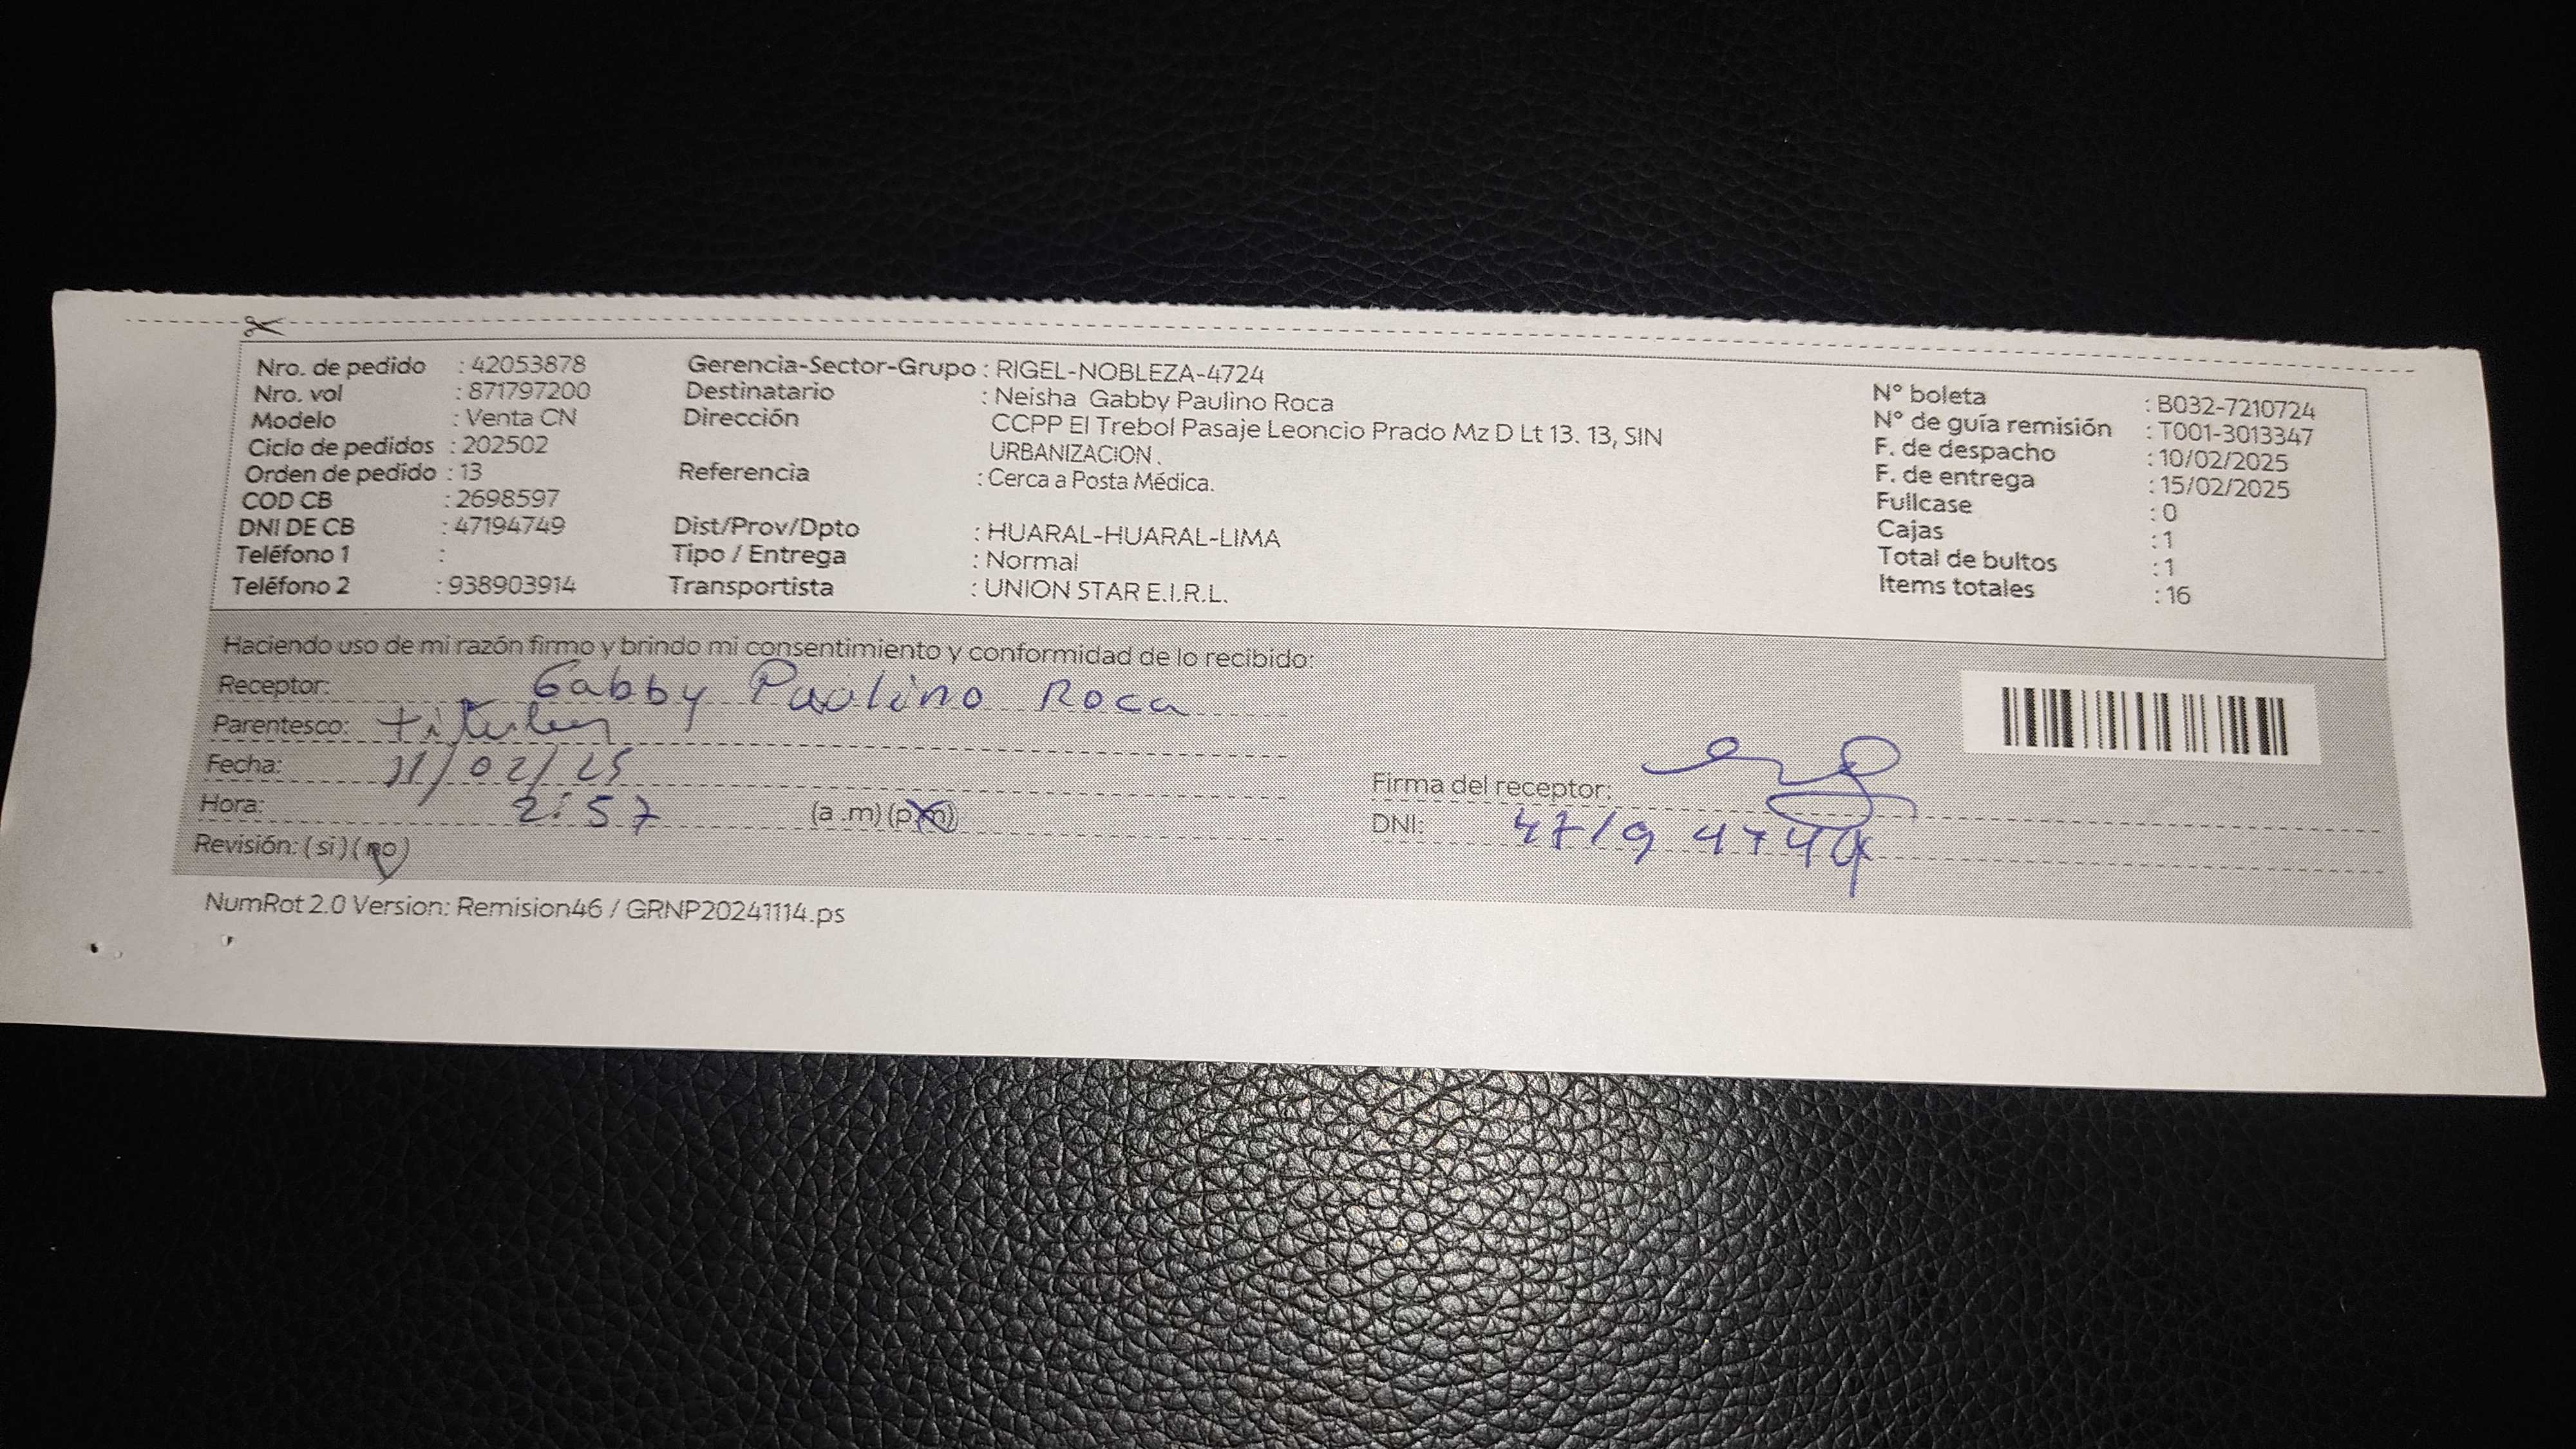 Nro. de pedido : 42053878
Nro. vol : 871797200
Modelo : Venta CN
Ciclo de pedidos : 202502
Orden de pedido : 13
COD CB : 2698597
DNI DE CB : 47194749
Teléfono 1 :
Teléfono 2 : 938903914
Gerencia-Sector-Grupo : RIGEL-NOBLEZA-4724
Destinatario : Neisha Gabby Paulino Roca
Dirección CCPP El Trebol Pasaje Leoncio Prado Mz D Lt 13. 13, SIN
URBANIZACION .
Referencia : Cerca a Posta Médica.
Dist/Prov/Dpto : HUARAL-HUARAL-LIMA
Tipo / Entrega : Normal
Transportista : UNION STAR E.I.R.L.
N° boleta : B032-7210724
N° de guía remisión : T001-3013347
F. de despacho : 10/02/2025
F. de entrega : 15/02/2025
Fullcase : 0
Cajas : 1
Total de bultos : 1
Items totales : 16
Haciendo uso de mi razón firmo y brindo mi consentimiento y conformidad de lo recibido:
Receptor: Gabby Paulino Roca
Parentesco: titular
Fecha: 11/02/25
Hora: 2:57 (a .m) (p.m)
Revisión: ( si ) ( no )
Firma del receptor:
DNI: 47194749
NumRot 2.0 Version: Remision46 / GRNP20241114.ps